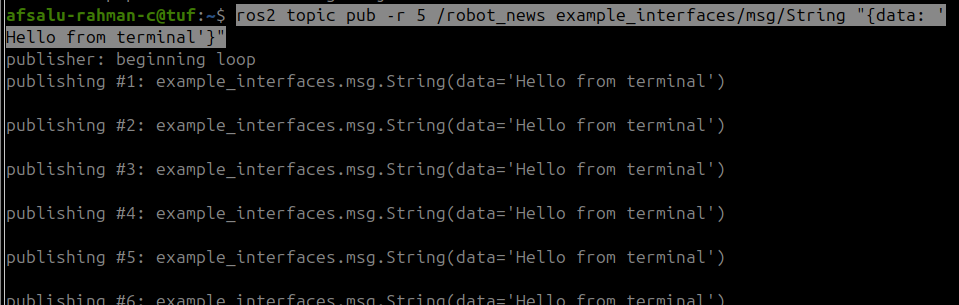 afsalu-rahman-c@tuf:~$ ros2 topic pub -r 5 /robot_news example_interfaces/msg/String "{data: '
Hello from terminal'}"
publisher: beginning loop
publishing #1: example_interfaces.msg.String(data='Hello from terminal')
publishing #2: example_interfaces.msg.String(data='Hello from terminal')
publishing #3: example_interfaces.msg.String(data='Hello from terminal')
publishing #4: example_interfaces.msg.String(data='Hello from terminal')
publishing #5: example_interfaces.msg.String(data='Hello from terminal')
publishing #6: example_interfaces.msg.String(data='Hello from terminal')